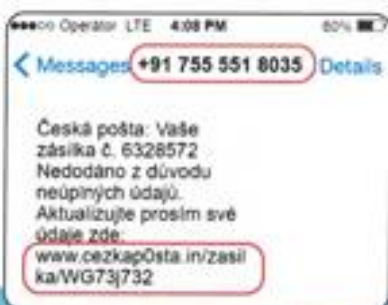 Operator LTE 4:08 PM 60%
Messages +91 755 551 8035 Details
Česká pošta: Vaše
zásilka č. 6328572
Nedodáno z důvodu
neúplných údajů.
Aktualizujte prosím své
údaje zde:
www.cezkap0sta.in/zasil
ka/WG73j732